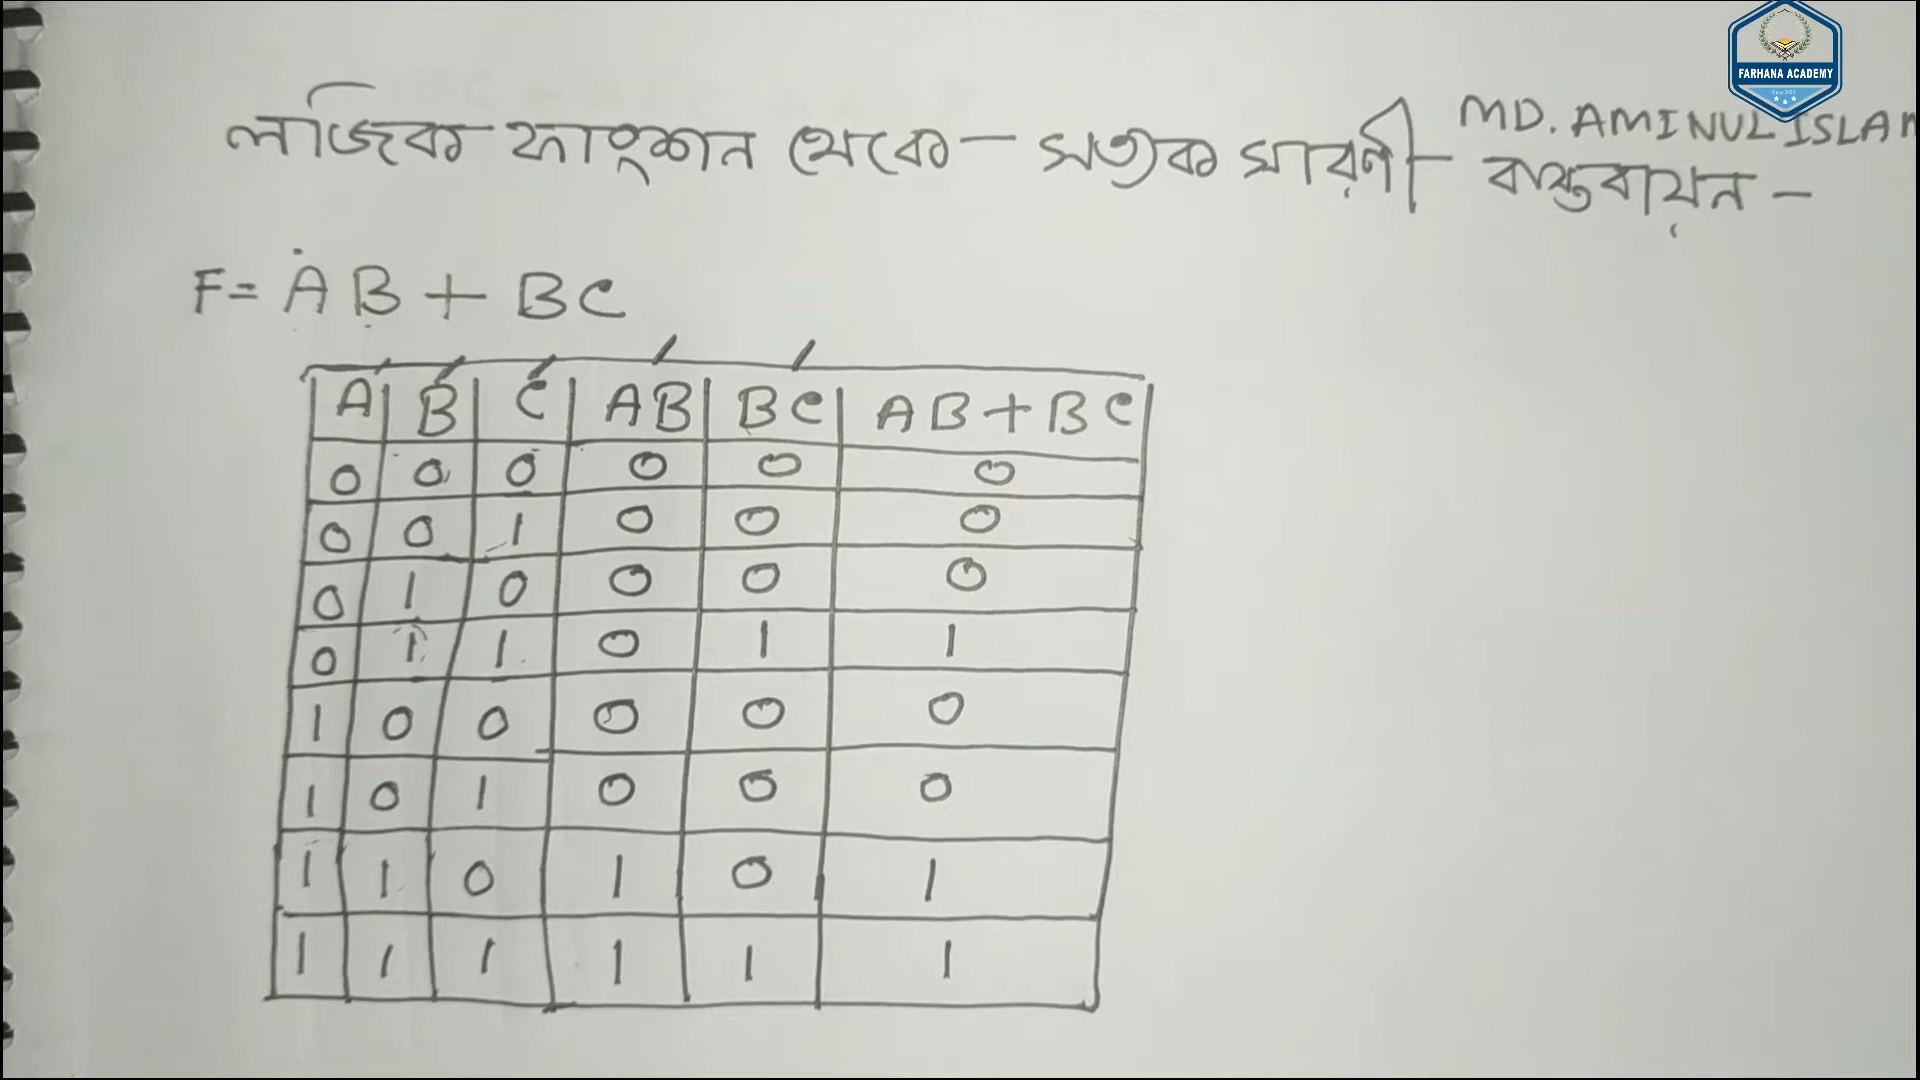 FARHANA ACADEMY
MD. AMINUL ISLAM
লজিক ফাংশন থেকে- সত্যক সারণী- বাস্তবায়ন -
F= AB + BC
A B C AB BC AB+BC
0 0 0 0 0 0
0 0 1 0 0 0
0 1 0 0 0 0
0 1 1 0 1 1
1 0 0 0 0 0
1 0 1 0 0 0
1 1 0 1 0 1
1 1 1 1 1 1